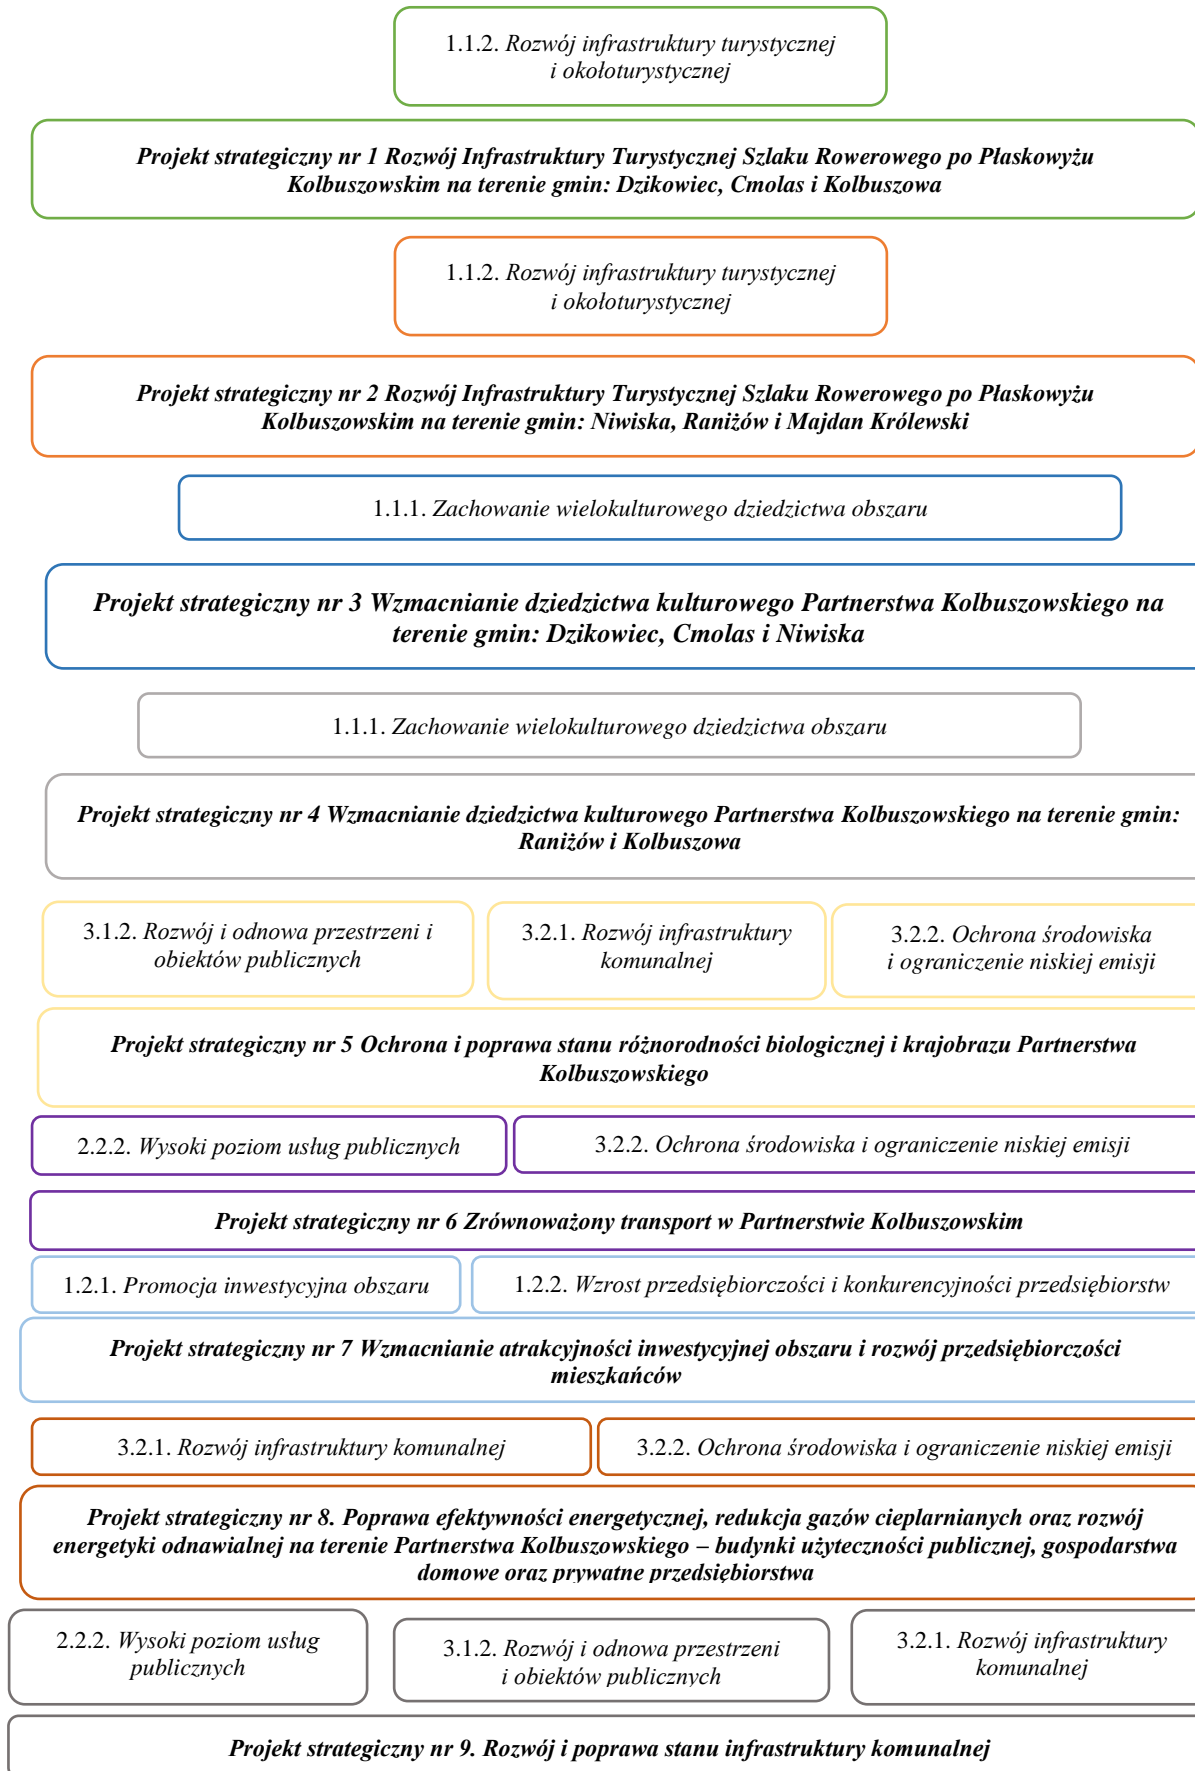 1.1.2. Rozwój infrastruktury turystycznej
i okołoturystycznej
Projekt strategiczny nr 1 Rozwój Infrastruktury Turystycznej Szlaku Rowerowego po Płaskowyżu
Kolbuszowskim na terenie gmin: Dzikowiec, Cmolas i Kolbuszowa
1.1.2. Rozwój infrastruktury turystycznej
i okołoturystycznej
Projekt strategiczny nr 2 Rozwój Infrastruktury Turystycznej Szlaku Rowerowego po Płaskowyżu
Kolbuszowskim na terenie gmin: Niwiska, Raniżów i Majdan Królewski
1.1.1. Zachowanie wielokulturowego dziedzictwa obszaru
Projekt strategiczny nr 3 Wzmacnianie dziedzictwa kulturowego Partnerstwa Kolbuszowskiego na
terenie gmin: Dzikowiec, Cmolas i Niwiska
1.1.1. Zachowanie wielokulturowego dziedzictwa obszaru
Projekt strategiczny nr 4 Wzmacnianie dziedzictwa kulturowego Partnerstwa Kolbuszowskiego na terenie gmin:
Raniżów i Kolbuszowa
3.1.2. Rozwój i odnowa przestrzeni i
obiektów publicznych
3.2.1. Rozwój infrastruktury
komunalnej
3.2.2. Ochrona środowiska
i ograniczenie niskiej emisji
Projekt strategiczny nr 5 Ochrona i poprawa stanu różnorodności biologicznej i krajobrazu Partnerstwa
Kolbuszowskiego
2.2.2. Wysoki poziom usług publicznych
3.2.2. Ochrona środowiska i ograniczenie niskiej emisji
Projekt strategiczny nr 6 Zrównoważony transport w Partnerstwie Kolbuszowskim
1.2.1. Promocja inwestycyjna obszaru
1.2.2. Wzrost przedsiębiorczości i konkurencyjności przedsiębiorstw
Projekt strategiczny nr 7 Wzmacnianie atrakcyjności inwestycyjnej obszaru i rozwój przedsiębiorczości
mieszkańców
3.2.1. Rozwój infrastruktury komunalnej
3.2.2. Ochrona środowiska i ograniczenie niskiej emisji
Projekt strategiczny nr 8. Poprawa efektywności energetycznej, redukcja gazów cieplarnianych oraz rozwój
energetyki odnawialnej na terenie Partnerstwa Kolbuszowskiego – budynki użyteczności publicznej, gospodarstwa
domowe oraz prywatne przedsiębiorstwa
2.2.2. Wysoki poziom usług
publicznych
3.1.2. Rozwój i odnowa przestrzeni
i obiektów publicznych
3.2.1. Rozwój infrastruktury
komunalnej
Projekt strategiczny nr 9. Rozwój i poprawa stanu infrastruktury komunalnej